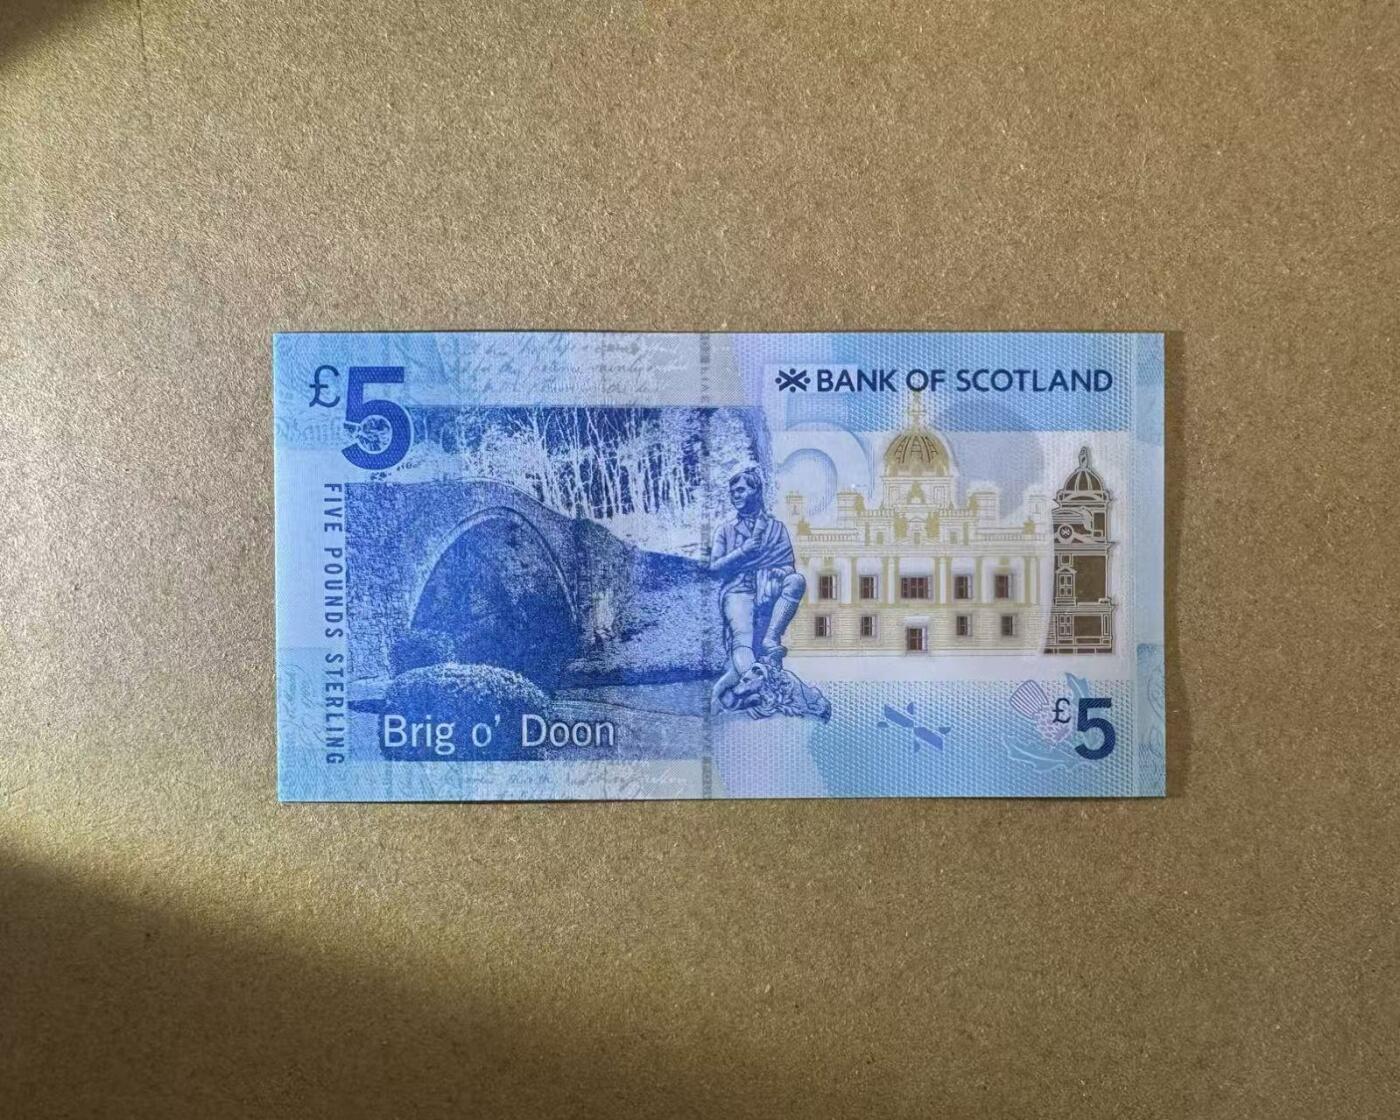 £5
BANK OF SCOTLAND
FIVE POUNDS STERLING
Brig o' Doon
£5